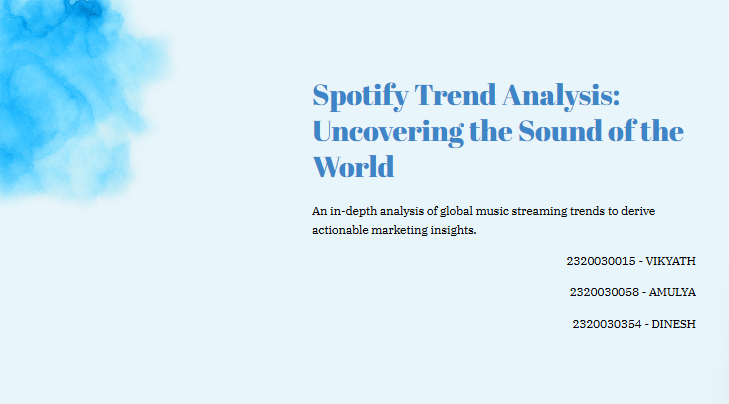 Spotify Trend Analysis:
Uncovering the Sound of the
World
An in-depth analysis of global music streaming trends to derive
actionable marketing insights.
2320030015 - VIKYATH
2320030058 - AMULYA
2320030354 - DINESH